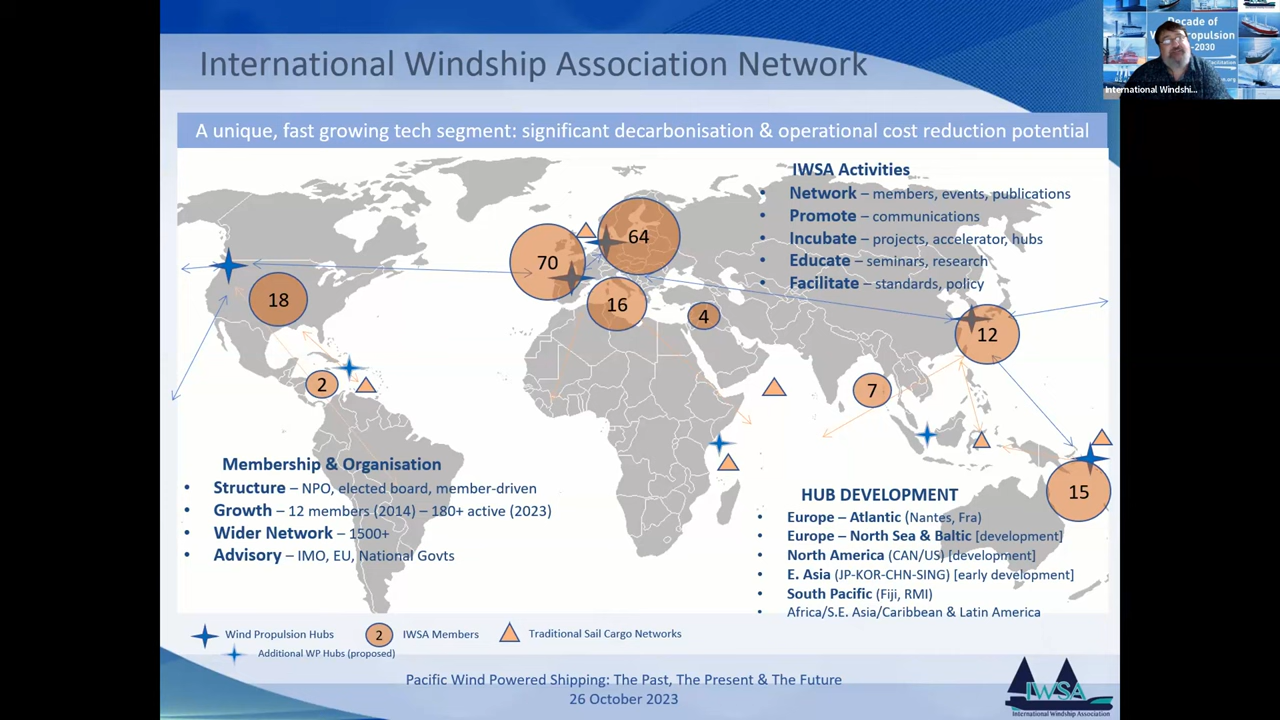 International Windship Association Network
A unique, fast growing tech segment: significant decarbonisation & operational cost reduction potential
IWSA Activities
• Network – members, events, publications
• Promote – communications
• Incubate – projects, accelerator, hubs
• Educate – seminars, research
• Facilitate – standards, policy
64
70
18
16
4
12
2
7
15
Membership & Organisation
• Structure – NPO, elected board, member-driven
• Growth – 12 members (2014) – 180+ active (2023)
• Wider Network – 1500+
• Advisory – IMO, EU, National Govts
HUB DEVELOPMENT
• Europe – Atlantic (Nantes, Fra)
• Europe – North Sea & Baltic [development]
• North America (CAN/US) [development]
• E. Asia (JP-KOR-CHN-SING) [early development]
• South Pacific (Fiji, RMI)
• Africa/S.E. Asia/Caribbean & Latin America
Wind Propulsion Hubs
2
IWSA Members
Traditional Sail Cargo Networks
Additional WP Hubs (proposed)
Pacific Wind Powered Shipping: The Past, The Present & The Future
26 October 2023
IWSA
International Windship Association
Decade of
-2030
International Windshi...